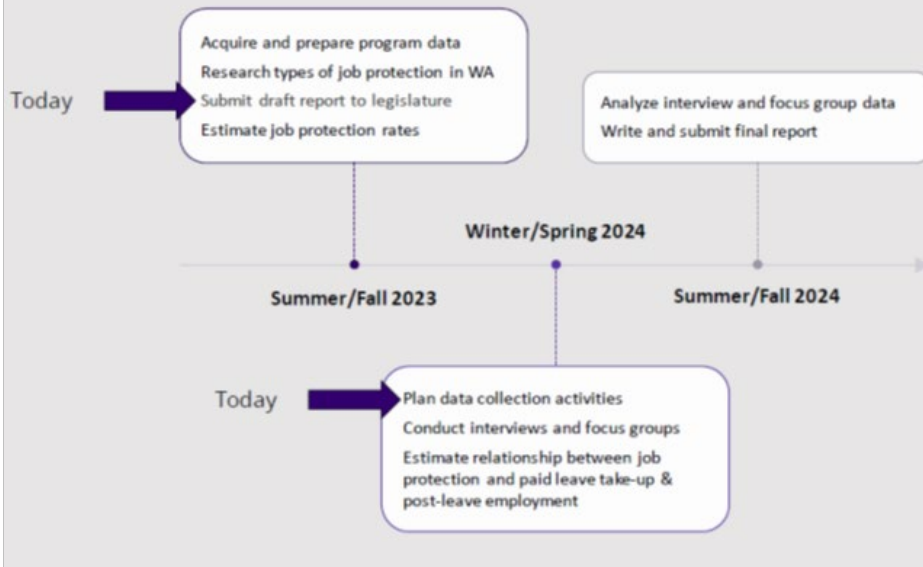 Acquire and prepare program data
Research types of job protection in WA
Today
Submit draft report to legislature
Estimate job protection rates
Analyze interview and focus group data
Write and submit final report
Winter/Spring 2024
Summer/Fall 2023
Summer/Fall 2024
Today
Plan data collection activities
Conduct interviews and focus groups
Estimate relationship between job
protection and paid leave take-up &
post-leave employment